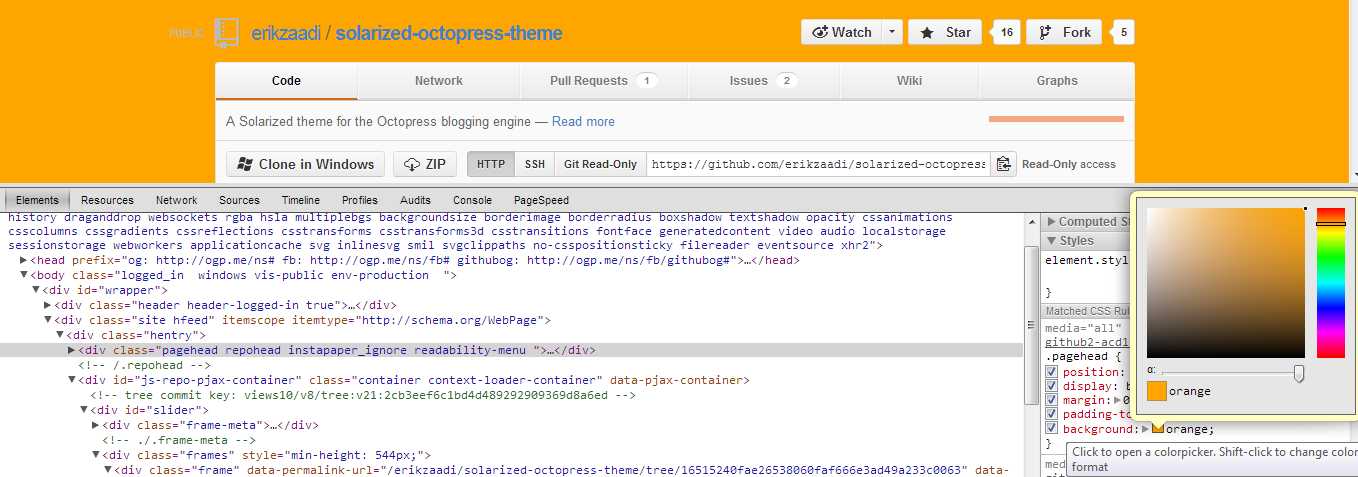 PUBLIC erikzaadi / solarized-octopress-theme Watch Star 16 Fork 5
Code Network Pull Requests 1 Issues 2 Wiki Graphs
A Solarized theme for the Octopress blogging engine — Read more
Clone in Windows ZIP HTTP SSH Git Read-Only https://github.com/erikzaadi/solarized-octopress Read-Only access
Elements Resources Network Sources Timeline Profiles Audits Console PageSpeed
history draganddrop websockets rgba hsla multiplebgs backgroundsize borderimage borderradius boxshadow textshadow opacity cssanimations
csscolumns cssgradients cssreflections csstransforms csstransforms3d csstransitions fontface generatedcontent video audio localstorage
sessionstorage webworkers applicationcache svg inlinesvg smil svgclippaths no-csspositionsticky filereader eventsource xhr2">
<head prefix="og: http://ogp.me/ns# fb: http://ogp.me/ns/fb# githubog: http://ogp.me/ns/fb/githubog#">…</head>
<body class="logged_in  windows vis-public env-production  ">
<div id="wrapper">
<div class="header header-logged-in true">…</div>
<div class="site hfeed" itemscope itemtype="http://schema.org/WebPage">
<div class="hentry">
<div class="pagehead repohead instapaper_ignore readability-menu ">…</div>
<!-- /.repohead -->
<div id="js-repo-pjax-container" class="container context-loader-container" data-pjax-container>
<!-- tree commit key: views10/v8/tree:v21:2cb3eef6c1bd4d489292909369d8a6ed -->
<div id="slider">
<div class="frame-meta">…</div>
<!-- ./.frame-meta -->
<div class="frames" style="min-height: 544px;">
<div class="frame" data-permalink-url="/erikzaadi/solarized-octopress-theme/tree/16515240fae26538060faf666e3ad49a233c0063" data-
Computed St
Styles
element.styl
}
Matched CSS Rul
media="all"
github2-acd1
.pagehead {
position:
display: b
margin: 0
padding-to
background: orange;
}
med
α:
orange
Click to open a colorpicker. Shift-click to change color
format